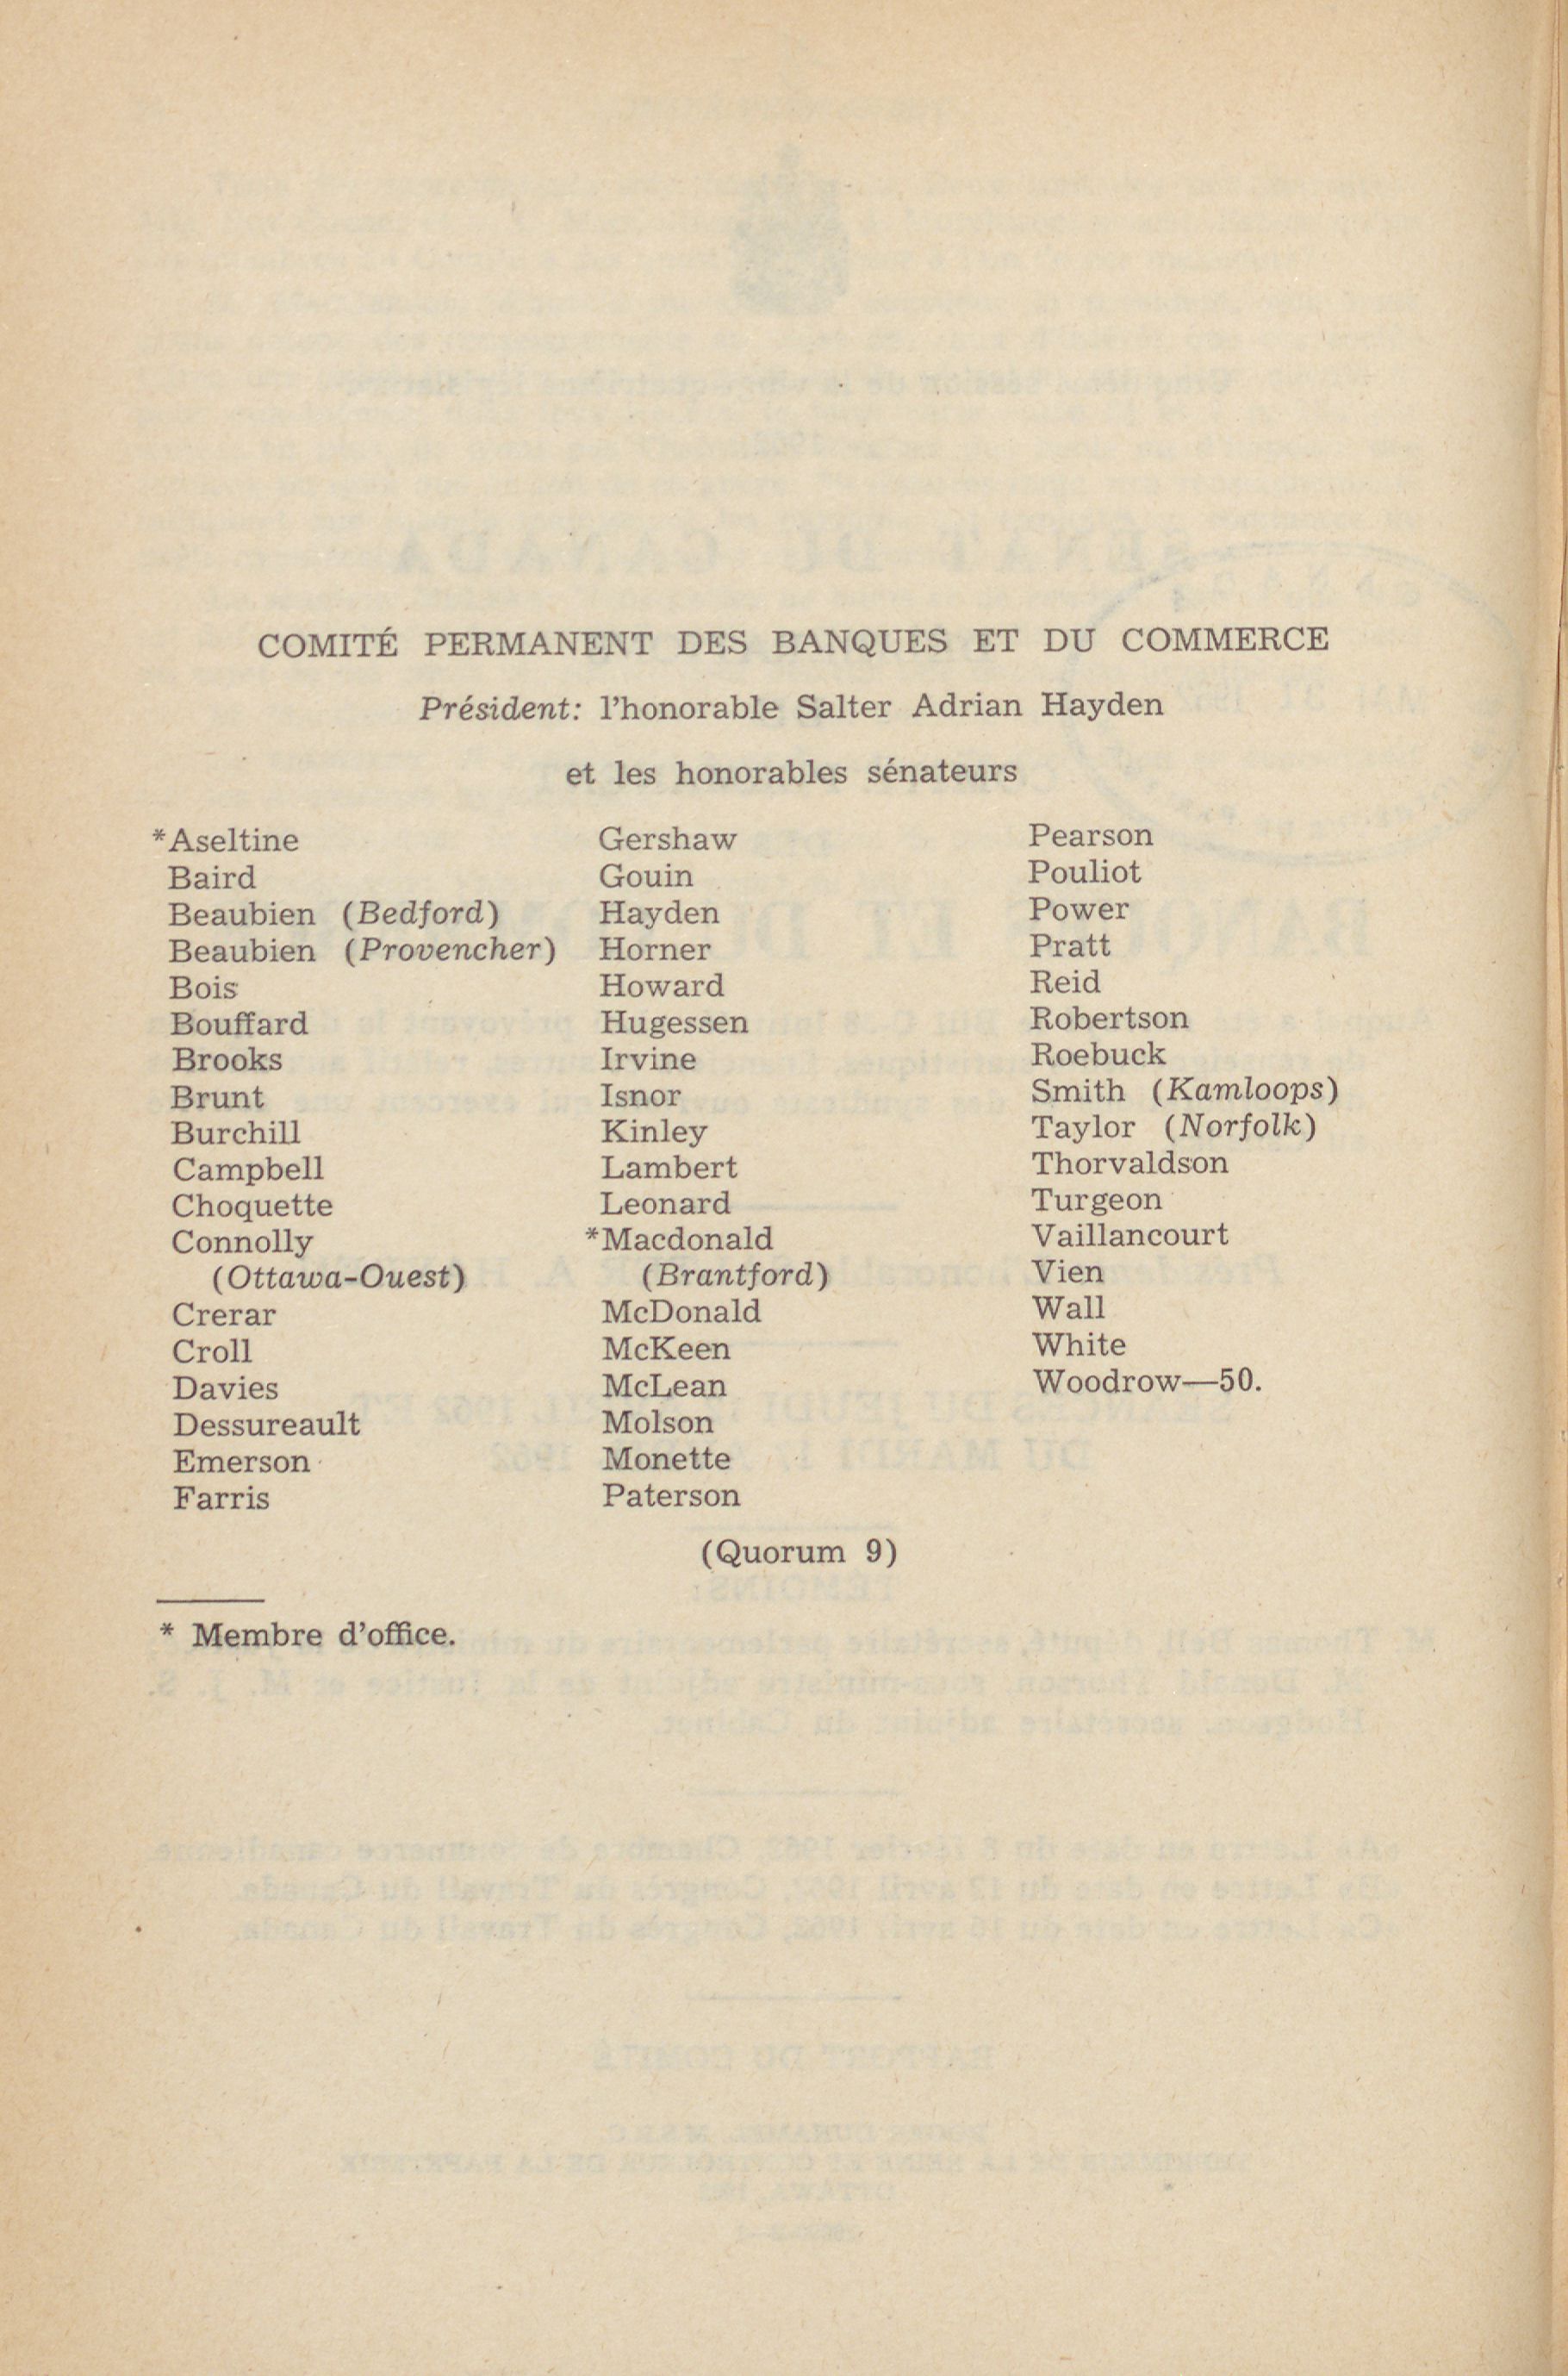 COMITÉ PERMANENT DES BANQUES ET DU COMMERCE
Président: l'honorable Salter Adrian Hayden
et les honorables sénateurs
*Aseltine
Baird
Beaubien (Bedford)
Beaubien (Provencher)
Bois
Bouffard
Brooks
Brunt
Burchill
Campbell
Choquette
Connolly
(Ottawa-Ouest)
Crerar
Croll
Davies
Dessureault
Emerson
Farris
Gershaw
Gouin
Hayden
Horner
Howard
Hugessen
Irvine
Isnor
Kinley
Lambert
Leonard
*Macdonald
(Brantford)
McDonald
McKeen
McLean
Molson
Monette
Paterson
Pearson
Pouliot
Power
Pratt
Reid
Robertson
Roebuck
Smith (Kamloops)
Taylor (Norfolk)
Thorvaldson
Turgeon
Vaillancourt
Vien
Wall
White
Woodrow—50.
(Quorum 9)
* Membre d'office.